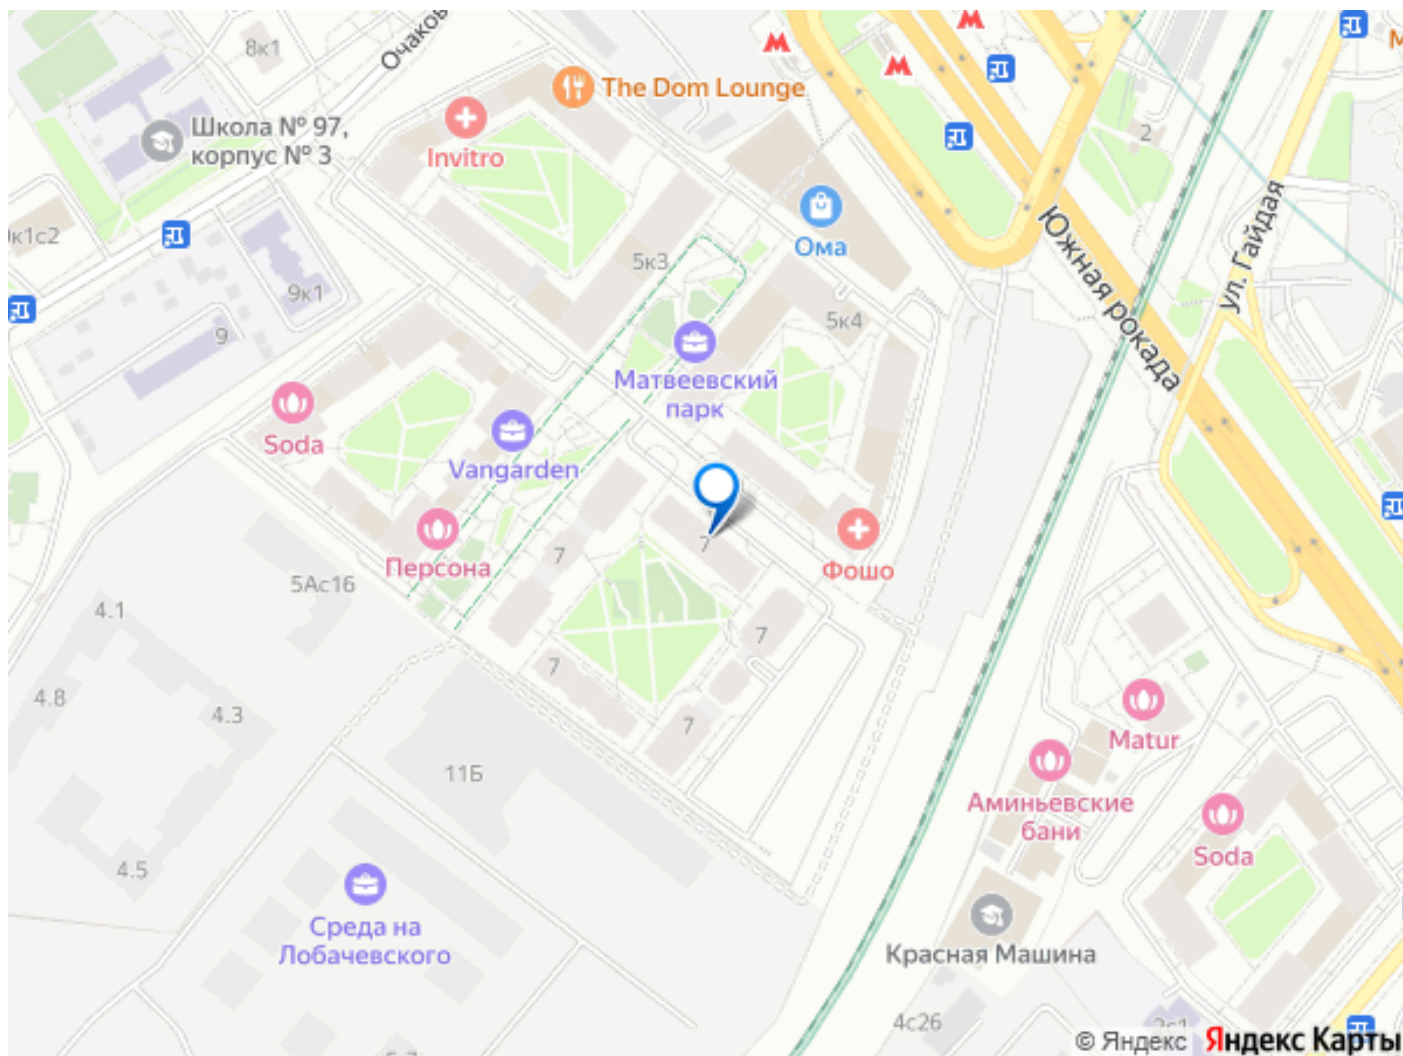 8к1
Очаков
The Dom Lounge
Школа № 97,
корпус № 3
Invitro
2
к1с2
Ома
5к3
Южная рокада
ул. Гайдая
9к1
9
5к4
Матвеевский
парк
Soda
Vangarden
Персона
7
7
Фошо
5Ас16
4.1
7
7
4.8
4.3
7
Matur
11Б
Аминьевские
бани
Soda
4.5
Среда на
Лобачевского
Красная Машина
4с26
© Яндекс Яндекс Карты